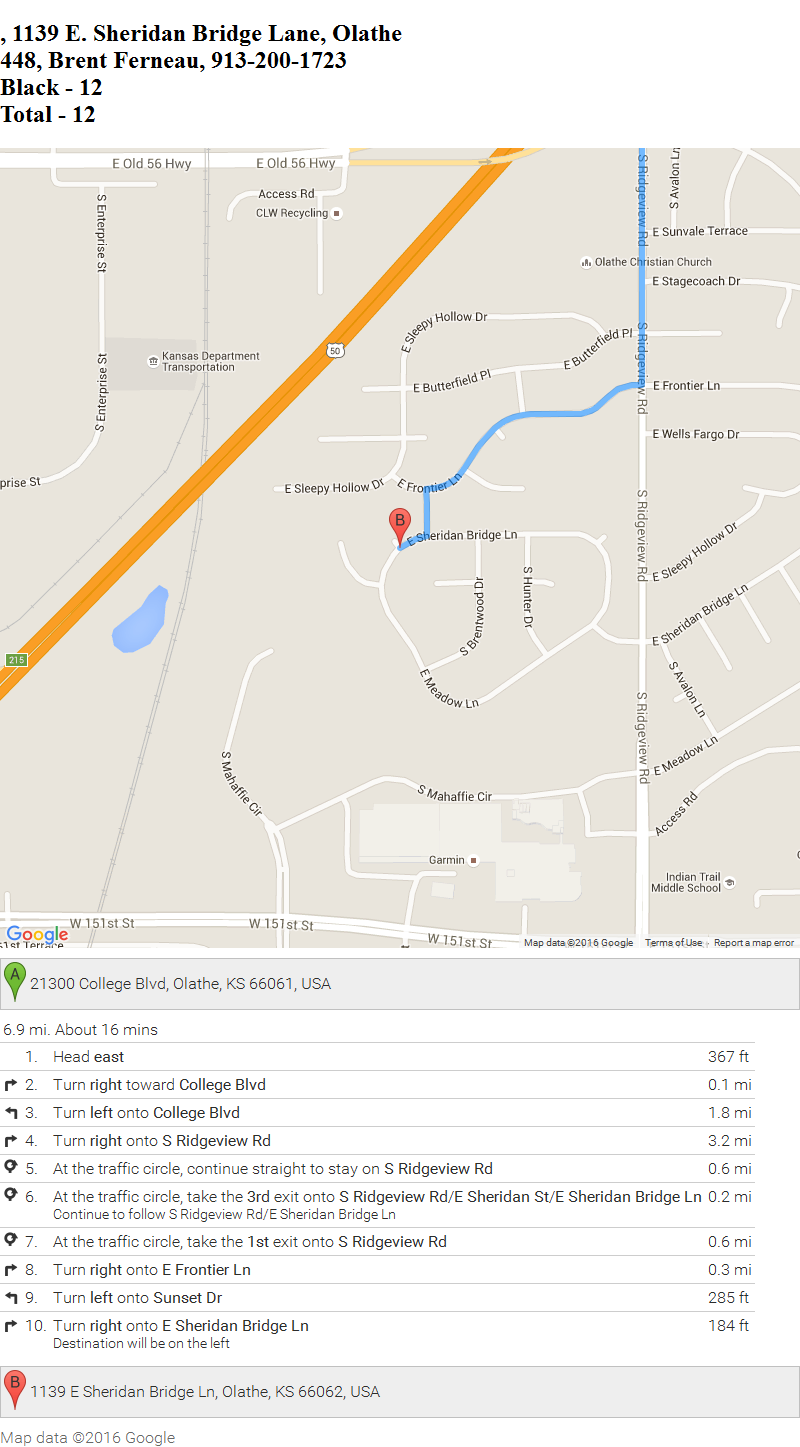 , 1139 E. Sheridan Bridge Lane, Olathe
448, Brent Ferneau, 913-200-1723
Black - 12
Total - 12
E Old 56 Hwy
E Old 56 Hwy
Access Rd
CLW Recycling
S Enterprise St
S Ridgeview Rd
S Avalon Ln
E Sunvale Terrace
Olathe Christian Church
E Stagecoach Dr
E Sleepy Hollow Dr
E Butterfield Pl
S Ridgeview Rd
50
Kansas Department
Transportation
S Enterprise St
E Butterfield Pl
E Frontier Ln
E Wells Fargo Dr
prise St
E Sleepy Hollow Dr
E Frontier Ln
S Ridgeview Rd
B
E Sheridan Bridge Ln
E Sleepy Hollow Dr
S Hunter Dr
S Brentwood Dr
E Sheridan Bridge Ln
215
E Meadow Ln
S Avalon Ln
S Ridgeview Rd
E Meadow Ln
S Mahaffie Cir
S Mahaffie Cir
Access Rd
Garmin
Indian Trail
Middle School
W 151st St
W 151st St
W 151st St
Google
51st Terrace
Map data ©2016 Google Terms of Use Report a map error
A 21300 College Blvd, Olathe, KS 66061, USA
6.9 mi. About 16 mins
1. Head east 367 ft
2. Turn right toward College Blvd 0.1 mi
3. Turn left onto College Blvd 1.8 mi
4. Turn right onto S Ridgeview Rd 3.2 mi
5. At the traffic circle, continue straight to stay on S Ridgeview Rd 0.6 mi
6. At the traffic circle, take the 3rd exit onto S Ridgeview Rd/E Sheridan St/E Sheridan Bridge Ln 0.2 mi
Continue to follow S Ridgeview Rd/E Sheridan Bridge Ln
7. At the traffic circle, take the 1st exit onto S Ridgeview Rd 0.6 mi
8. Turn right onto E Frontier Ln 0.3 mi
9. Turn left onto Sunset Dr 285 ft
10. Turn right onto E Sheridan Bridge Ln 184 ft
Destination will be on the left
B 1139 E Sheridan Bridge Ln, Olathe, KS 66062, USA
Map data ©2016 Google